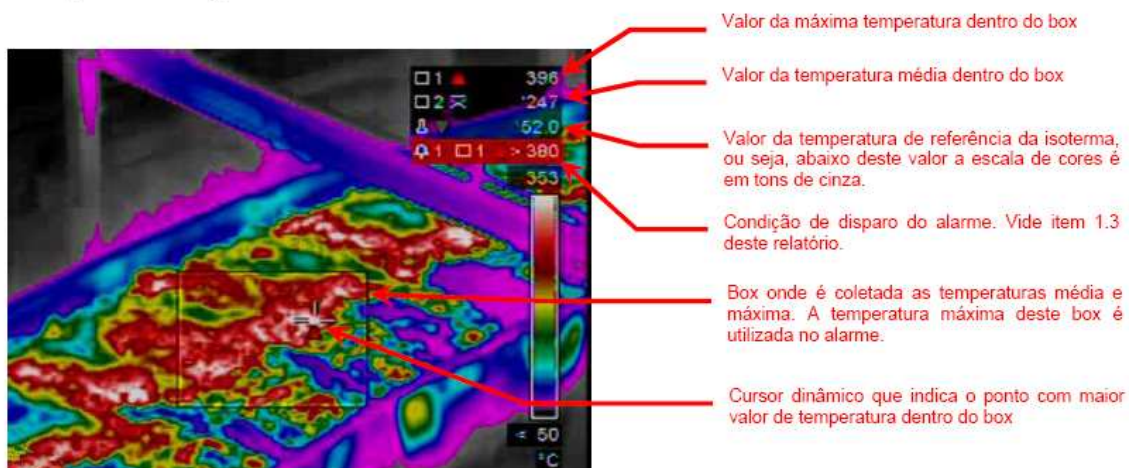 Valor da máxima temperatura dentro do box
Valor da temperatura média dentro do box
Valor da temperatura de referência da isoterma,
ou seja, abaixo deste valor a escala de cores é
em tons de cinza.
Condição de disparo do alarme. Vide item 1.3
deste relatório.
Box onde é coletada as temperaturas média e
máxima. A temperatura máxima deste box é
utilizada no alarme.
Cursor dinâmico que indica o ponto com maior
valor de temperatura dentro do box
1 396
2 247
52.0
1 1 > 380
353
50
°C